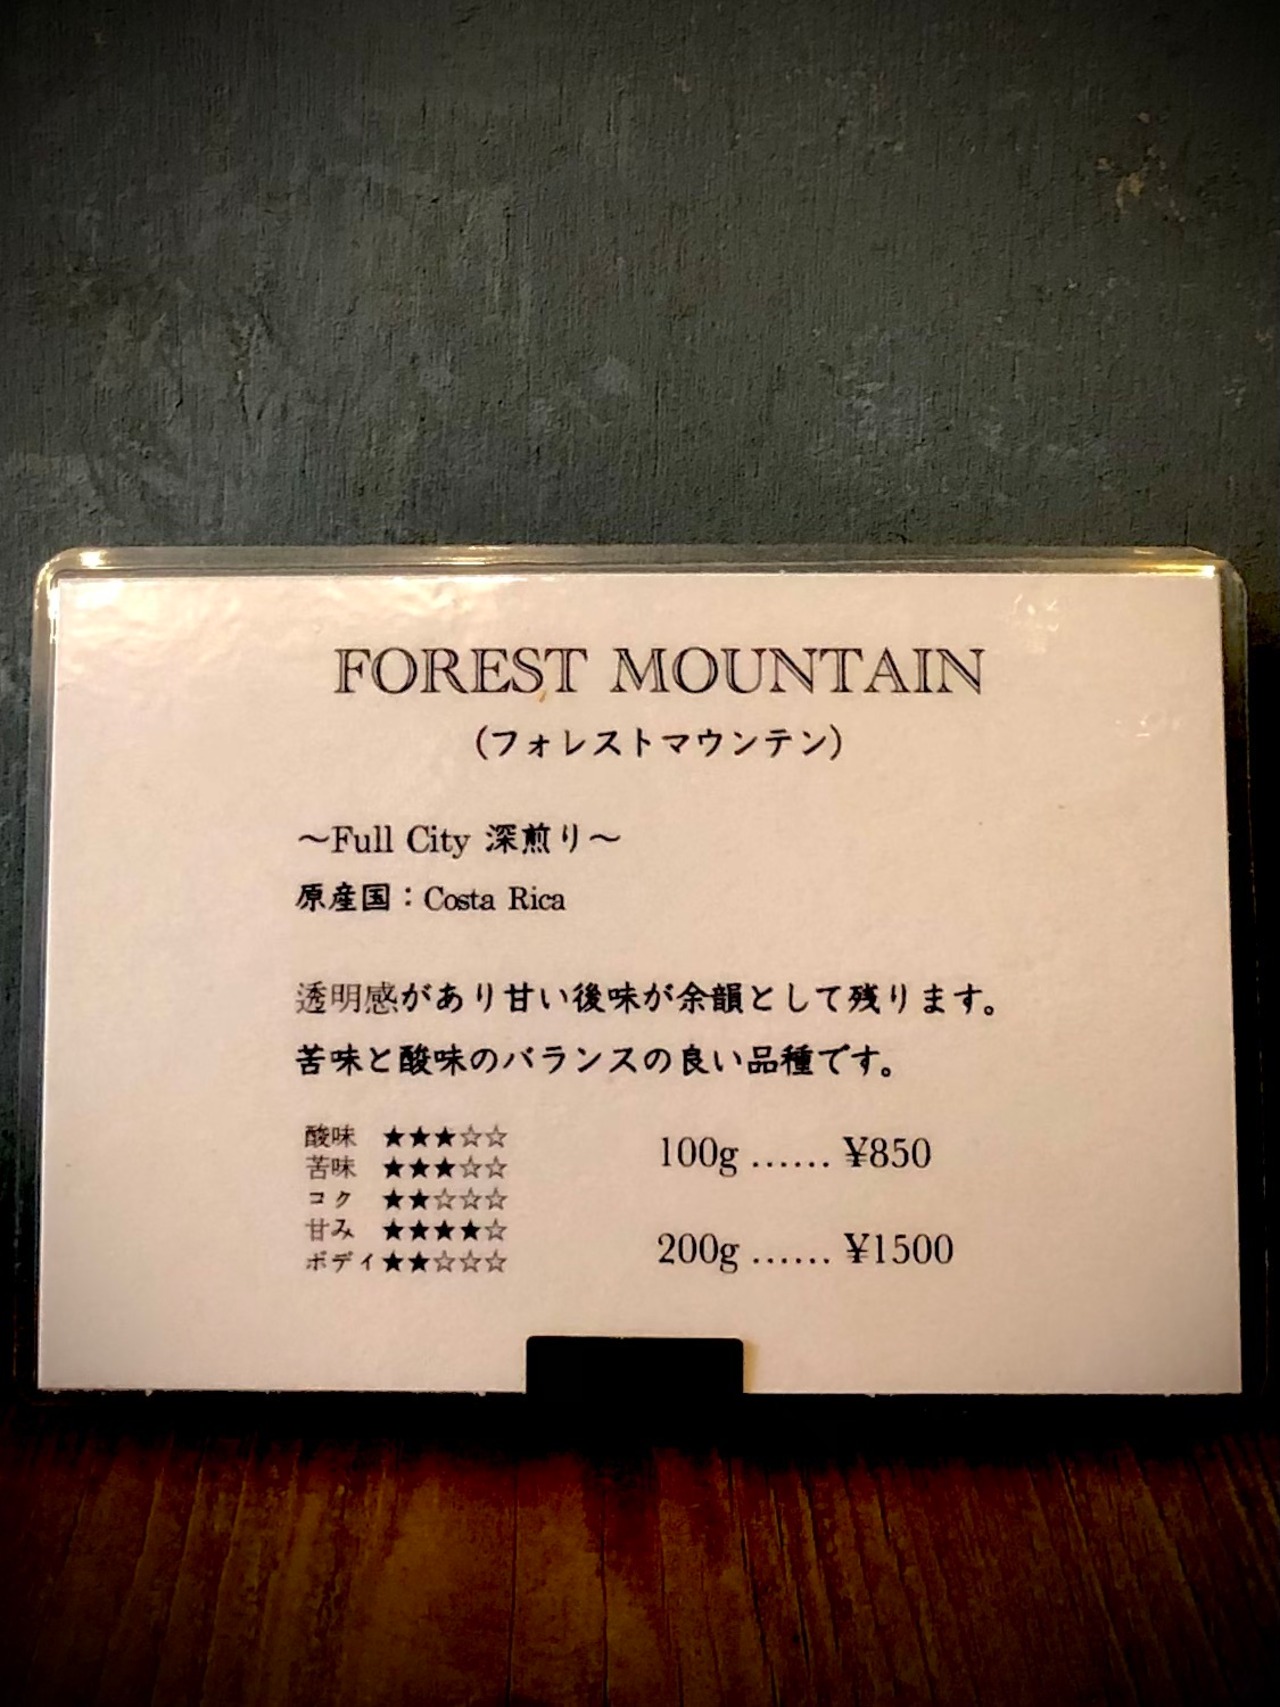 FOREST MOUNTAIN
(フォレストマウンテン)
～Full City 深煎り～
原産国：Costa Rica
透明感があり甘い後味が余韻として残ります。
苦味と酸味のバランスの良い品種です。
酸味 ★★★☆☆
苦味 ★★★☆☆
コク ★★☆☆☆
甘み ★★★★☆
ボディ★★☆☆☆
100g ...... ¥850
200g ...... ¥1500